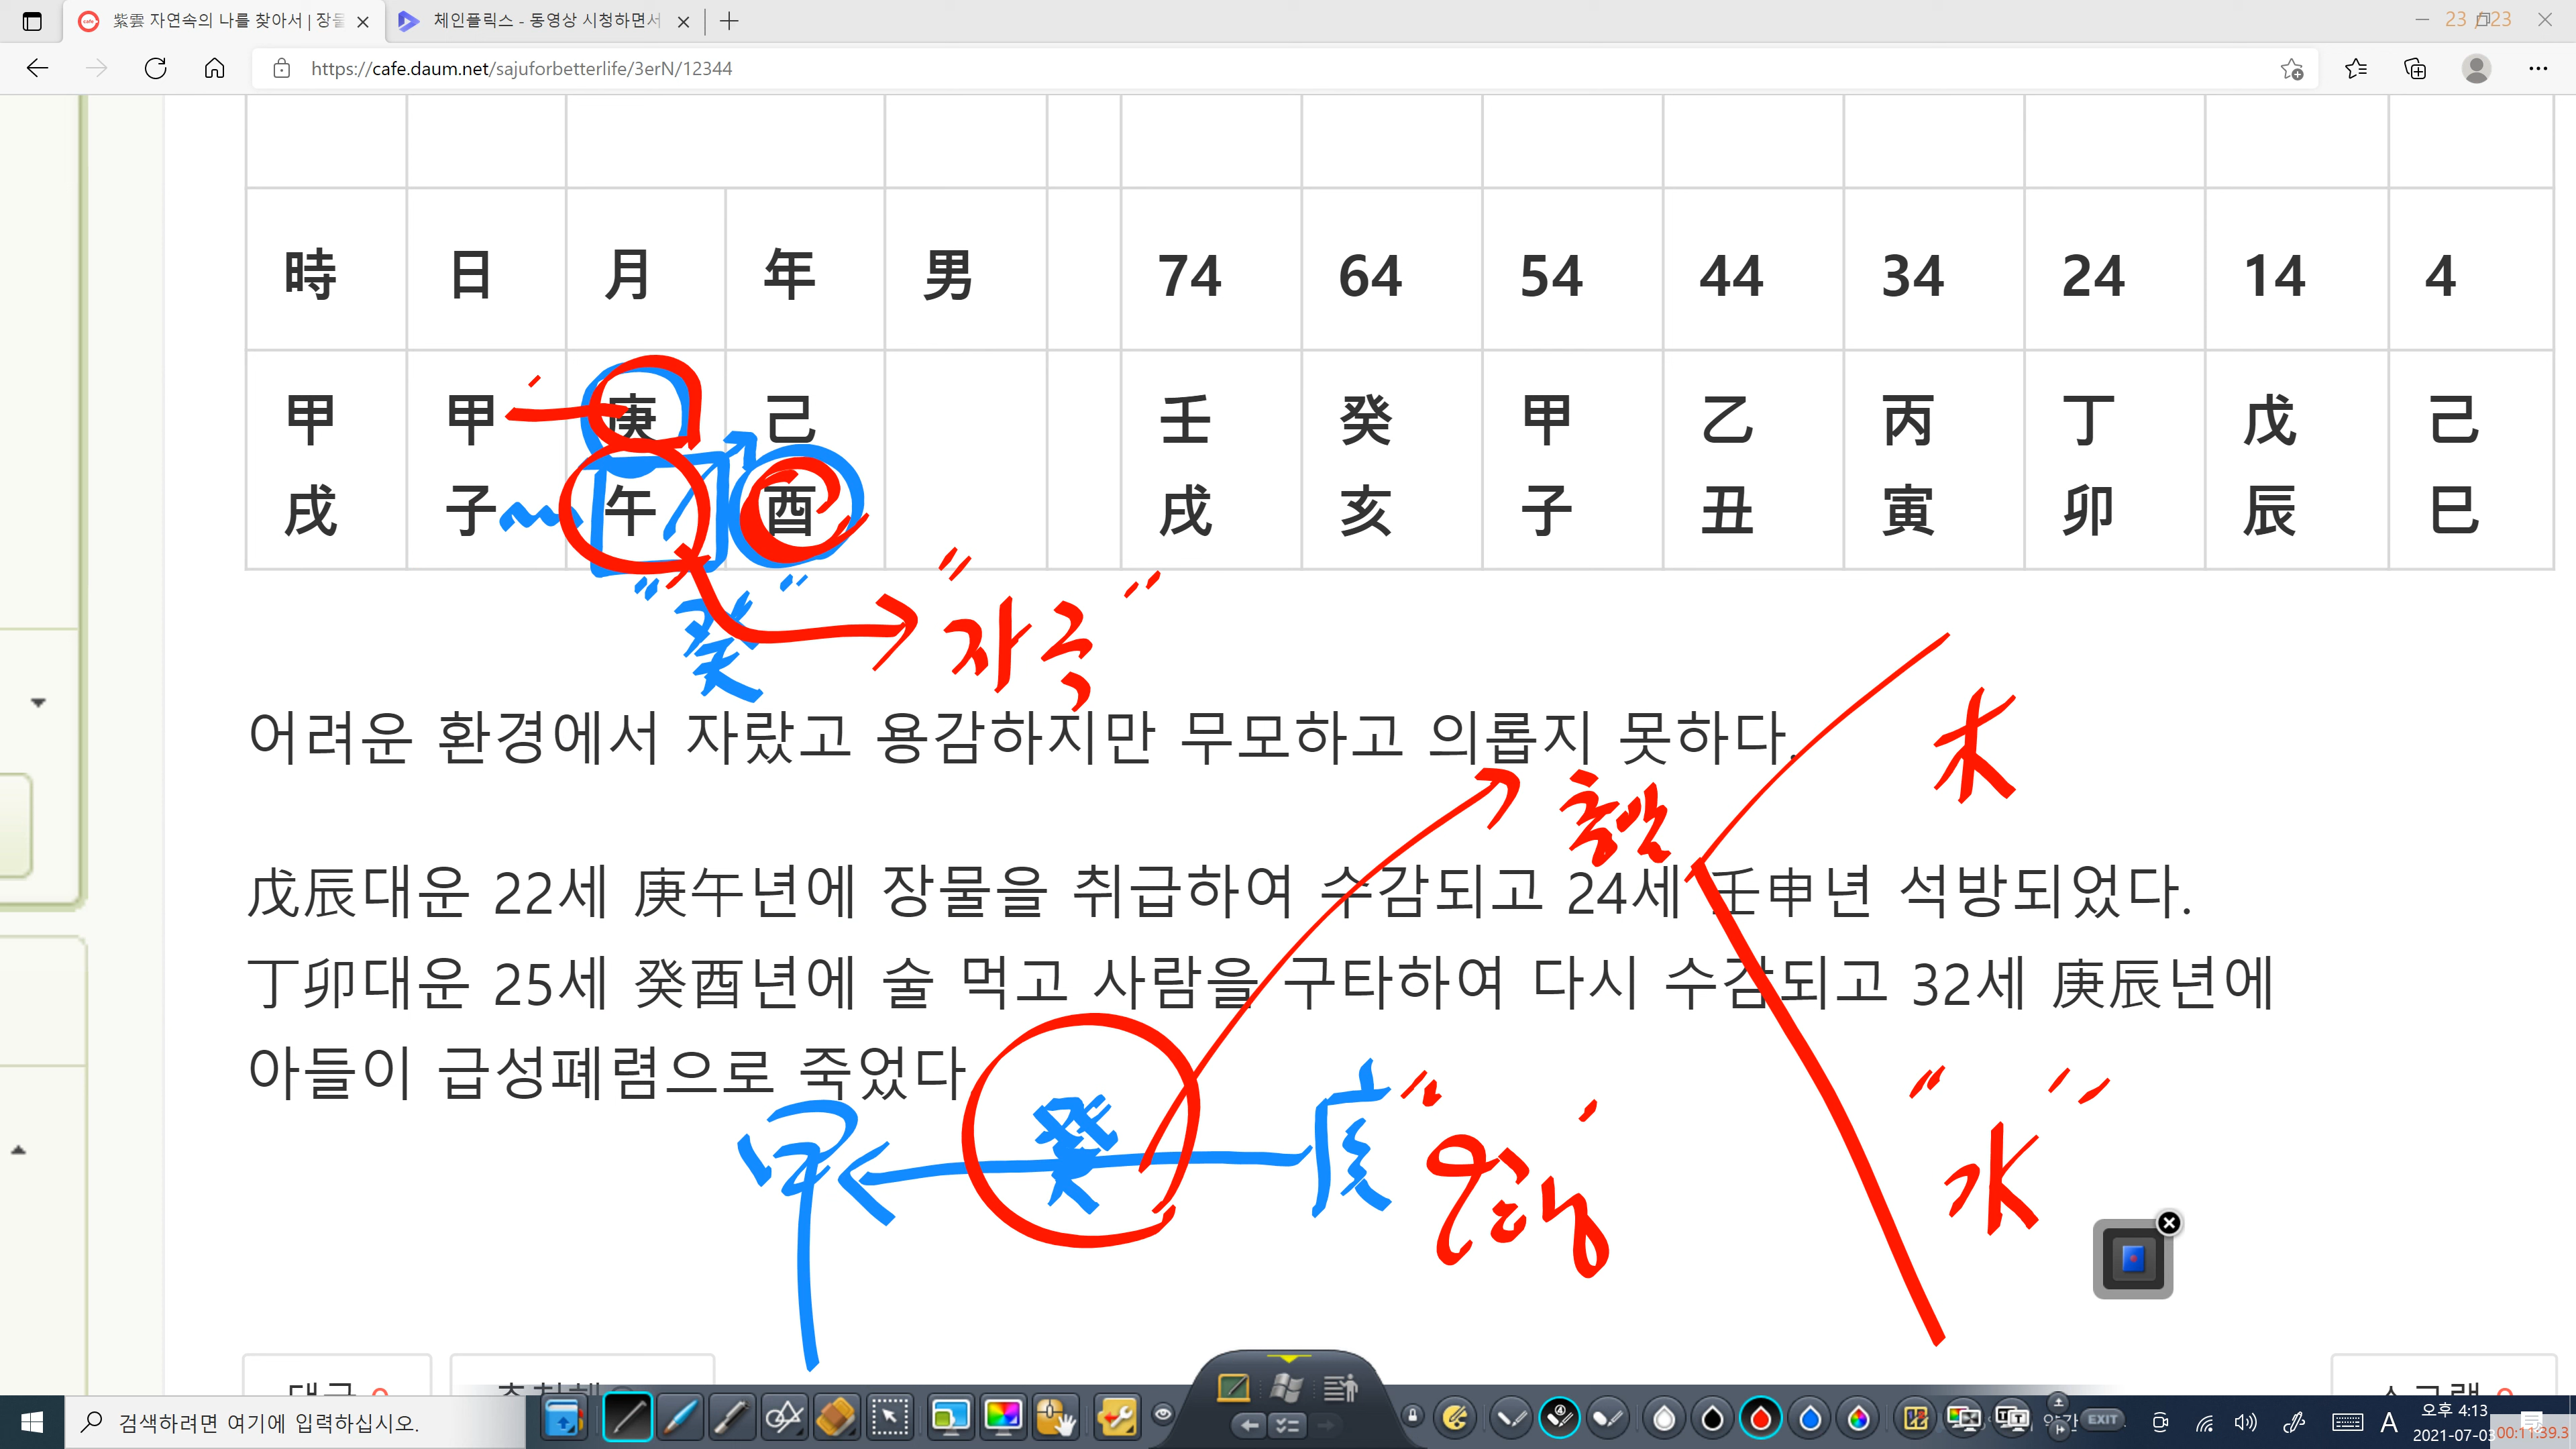 紫雲 자연속의 나를 찾아서 | 장물
체인플릭스 - 동영상 시청하면서
23 / 23
https://cafe.daum.net/sajuforbetterlife/3erN/12344
時 日 月 年 男 74 64 54 44 34 24 14 4
甲 甲 庚 己 壬 癸 甲 乙 丙 丁 戊 己
戌 子 午 酉 戌 亥 子 丑 寅 卯 辰 巳
"癸"
"자극"
어려운 환경에서 자랐고 용감하지만 무모하고 의롭지 못하다.
木
戊辰대운 22세 庚午년에 장물을 취급하여 수감되고 24세 壬申년 석방되었다.
丁卯대운 25세 癸酉년에 술 먹고 사람을 구타하여 다시 수감되고 32세 庚辰년에
아들이 급성폐렴으로 죽었다
甲 癸 庚
"水"
검색하려면 여기에 입력하십시오.
EXIT
A
오후 4:13
2021-07-03
00:11:39.3